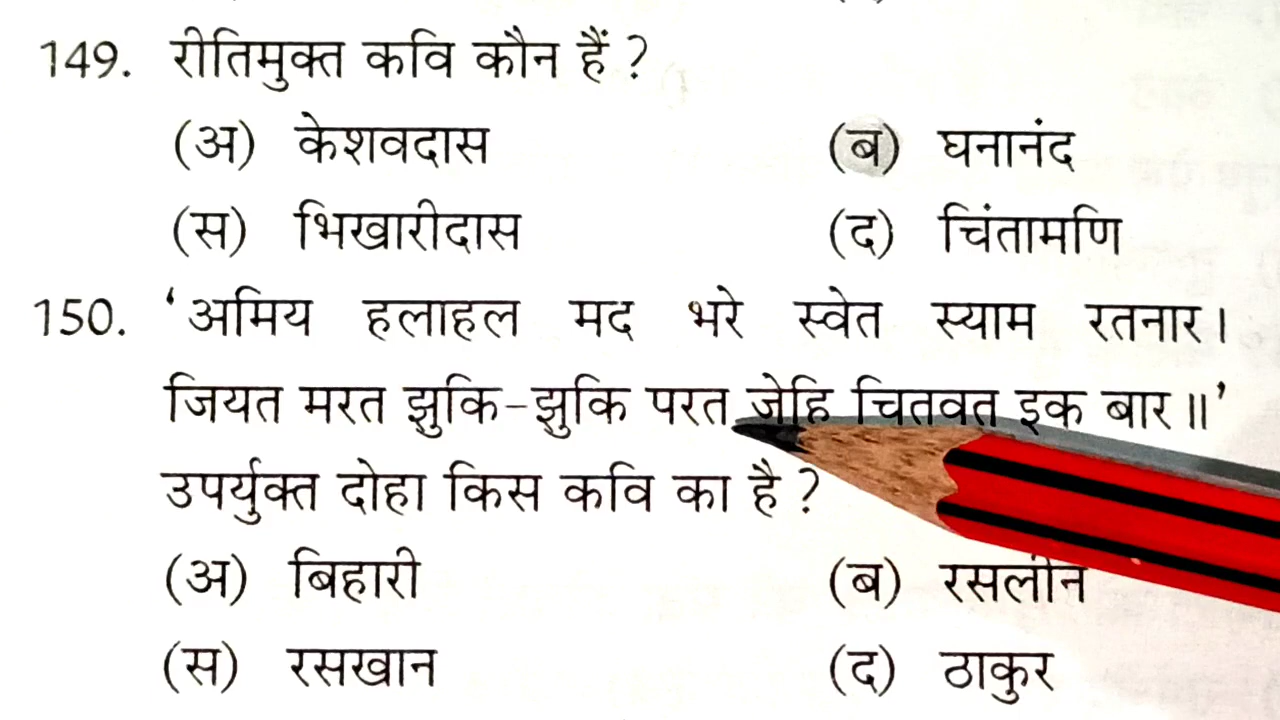 149. रीतिमुक्त कवि कौन हैं ?
(अ) केशवदास (ब) घनानंद
(स) भिखारीदास (द) चिंतामणि
150. ‘अमिय हलाहल मद भरे स्वेत स्याम रतनार।
जियत मरत झुकि-झुकि परत जेहि चितवत इक बार॥’
उपर्युक्त दोहा किस कवि का है ?
(अ) बिहारी (ब) रसलीन
(स) रसखान (द) ठाकुर